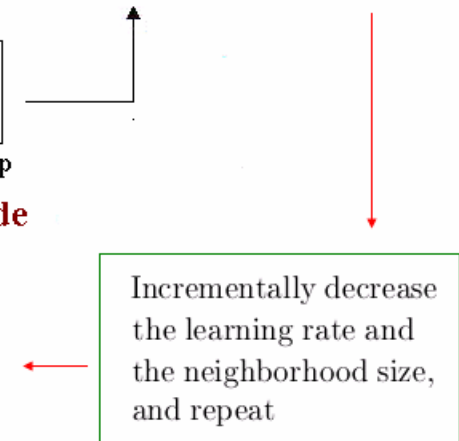 p
de
Incrementally decrease
the learning rate and
the neighborhood size,
and repeat